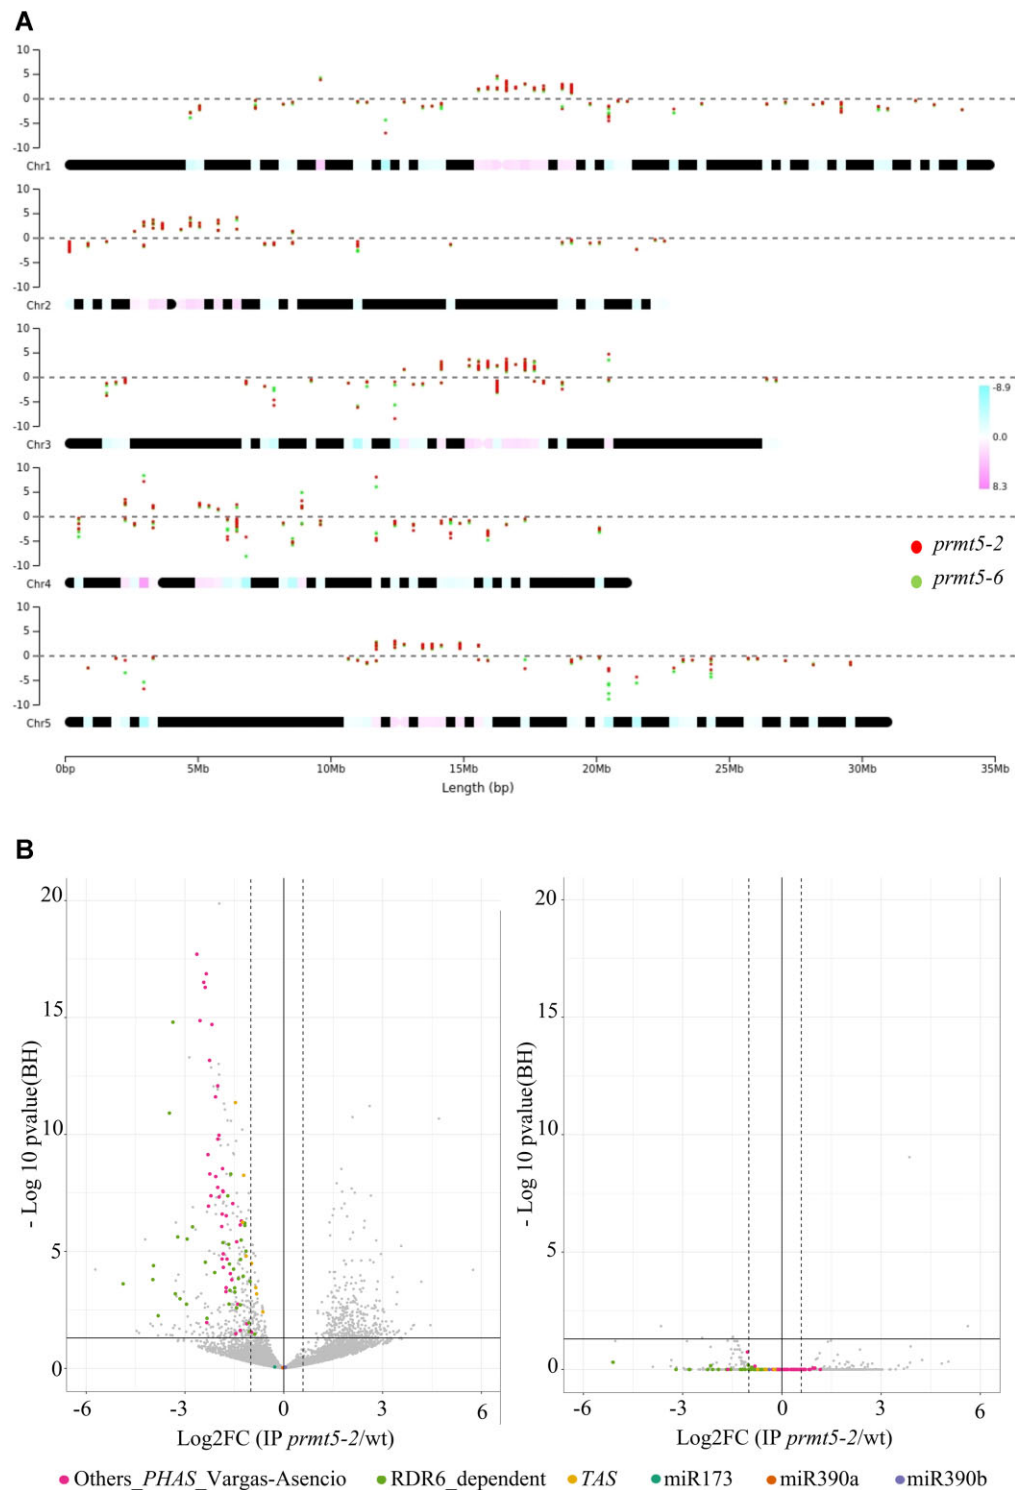 A
10
5
0
-5
-10
Chr1
10
5
0
-5
-10
Chr2
10
5
0
-5
-10
Chr3
-8.9
0.0
8.3
10
5
0
-5
-10
Chr4
prmt5-2
prmt5-6
10
5
0
-5
-10
Chr5
0bp 5Mb 10Mb 15Mb 20Mb 25Mb 30Mb 35Mb
Length (bp)
B
20
15
10
5
0
- Log 10 pvalue(BH)
-6 -3 0 3 6
Log2FC (IP prmt5-2/wt)
20
15
10
5
0
- Log 10 pvalue(BH)
-6 -3 0 3 6
Log2FC (IP prmt5-2/wt)
Others_PHAS_Vargas-Asencio RDR6_dependent TAS miR173 miR390a miR390b